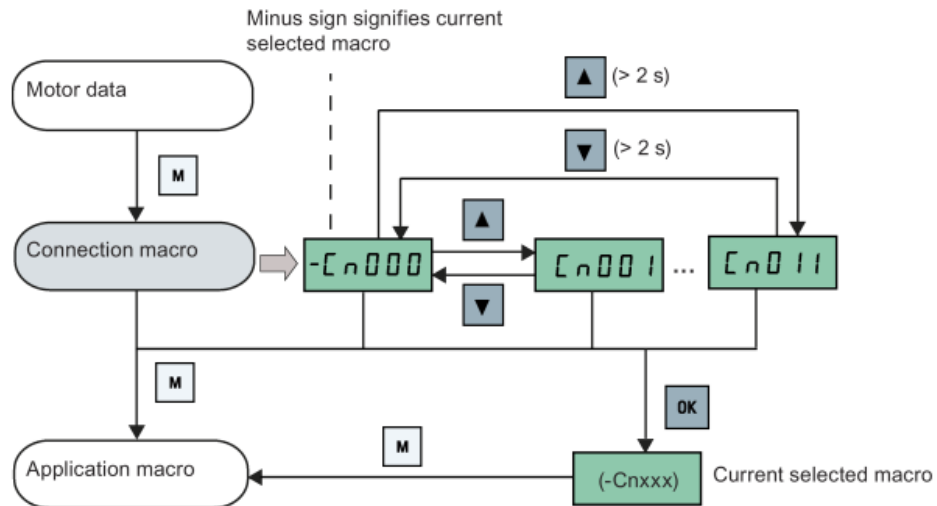 Minus sign signifies current
selected macro
▲ (> 2 s)
Motor data
▼ (> 2 s)
M
▲
Connection macro
-Cn000
Cn001
...
Cn011
▼
M
OK
M
Application macro
(-Cnxxx)
Current selected macro